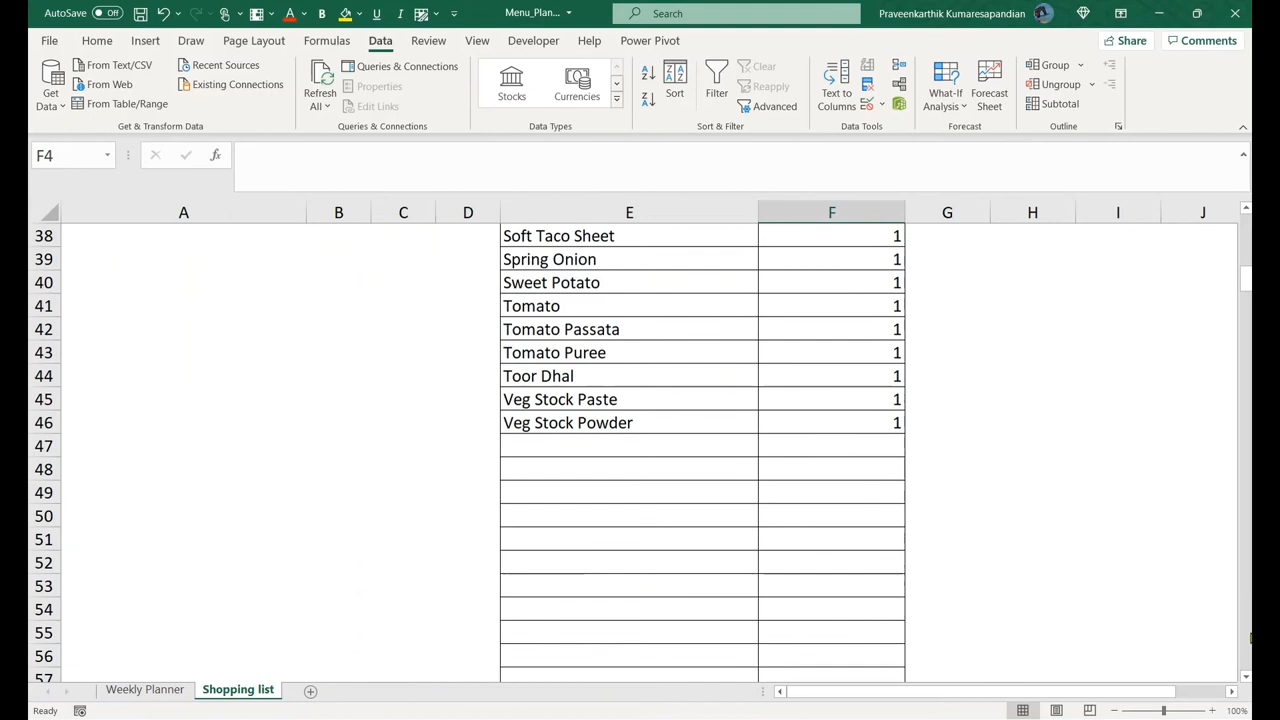 AutoSave Off Menu_Plan... Search Praveenkarthik Kumaresapandian
File Home Insert Draw Page Layout Formulas Data Review View Developer Help Power Pivot Share Comments
Get Data
From Text/CSV
From Web
From Table/Range
Recent Sources
Existing Connections
Get & Transform Data
Refresh All
Queries & Connections
Properties
Edit Links
Queries & Connections
Stocks
Currencies
Data Types
Sort
Filter
Clear
Reapply
Advanced
Sort & Filter
Text to Columns
Data Tools
What-If Analysis
Forecast Sheet
Forecast
Group
Ungroup
Subtotal
Outline
F4 fx
A B C D E F G H I J
38 Soft Taco Sheet 1
39 Spring Onion 1
40 Sweet Potato 1
41 Tomato 1
42 Tomato Passata 1
43 Tomato Puree 1
44 Toor Dhal 1
45 Veg Stock Paste 1
46 Veg Stock Powder 1
47
48
49
50
51
52
53
54
55
56
57
Weekly Planner Shopping list
Ready 100%